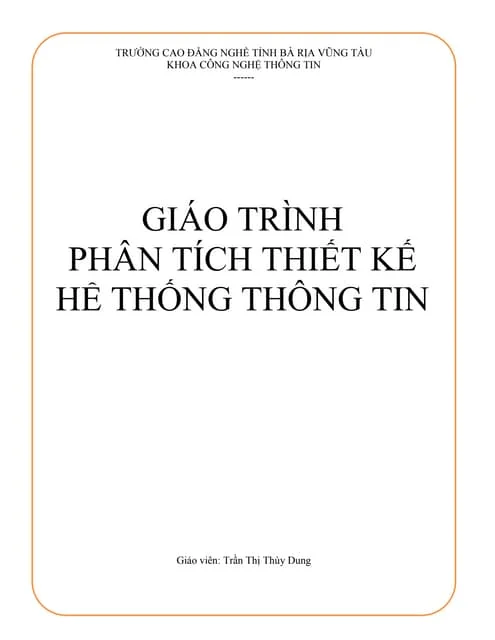 TRƯỜNG CAO ĐẲNG NGHỀ TỈNH BÀ RỊA VŨNG TÀU
KHOA CÔNG NGHỆ THÔNG TIN
------
GIÁO TRÌNH
PHÂN TÍCH THIẾT KẾ
HỆ THỐNG THÔNG TIN
Giáo viên: Trần Thị Thùy Dung